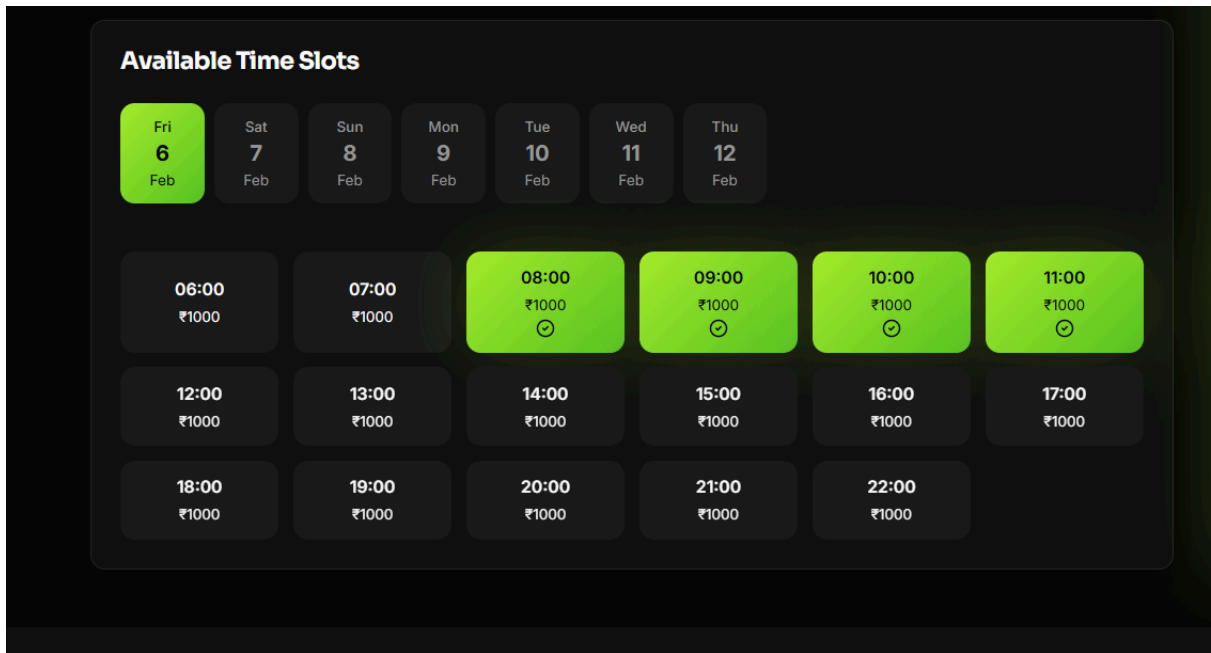 Available Time Slots
Fri Sat Sun Mon Tue Wed Thu
6 7 8 9 10 11 12
Feb Feb Feb Feb Feb Feb Feb
06:00 07:00 08:00 09:00 10:00 11:00
₹1000 ₹1000 ₹1000 ₹1000 ₹1000 ₹1000
12:00 13:00 14:00 15:00 16:00 17:00
₹1000 ₹1000 ₹1000 ₹1000 ₹1000 ₹1000
18:00 19:00 20:00 21:00 22:00
₹1000 ₹1000 ₹1000 ₹1000 ₹1000